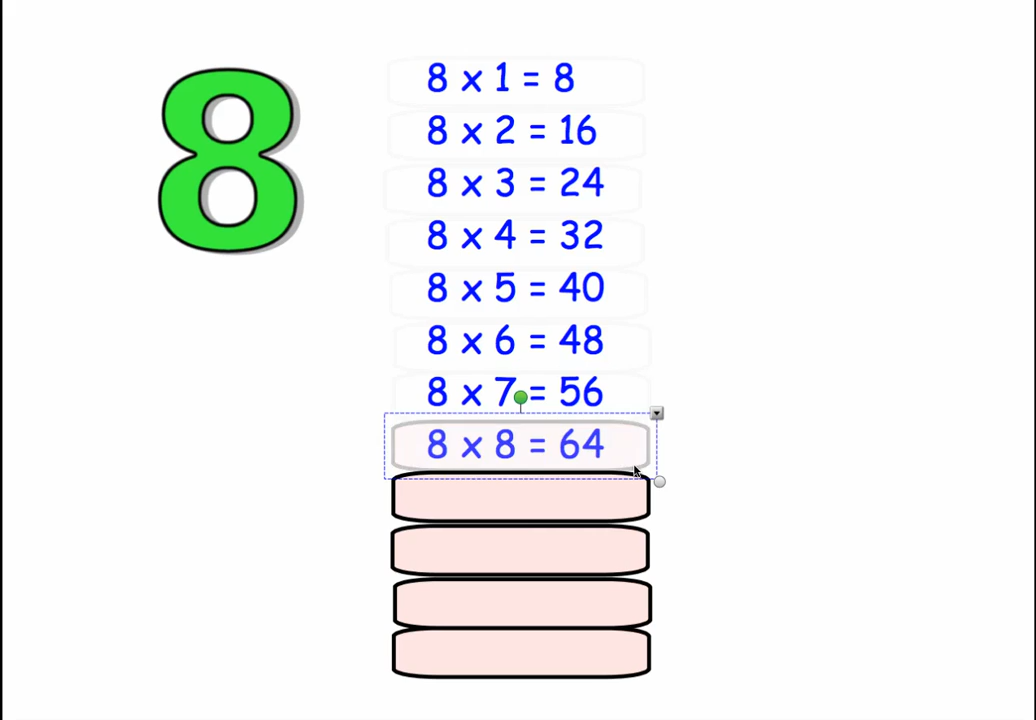 8
8 x 1 = 8
8 x 2 = 16
8 x 3 = 24
8 x 4 = 32
8 x 5 = 40
8 x 6 = 48
8 x 7 = 56
8 x 8 = 64